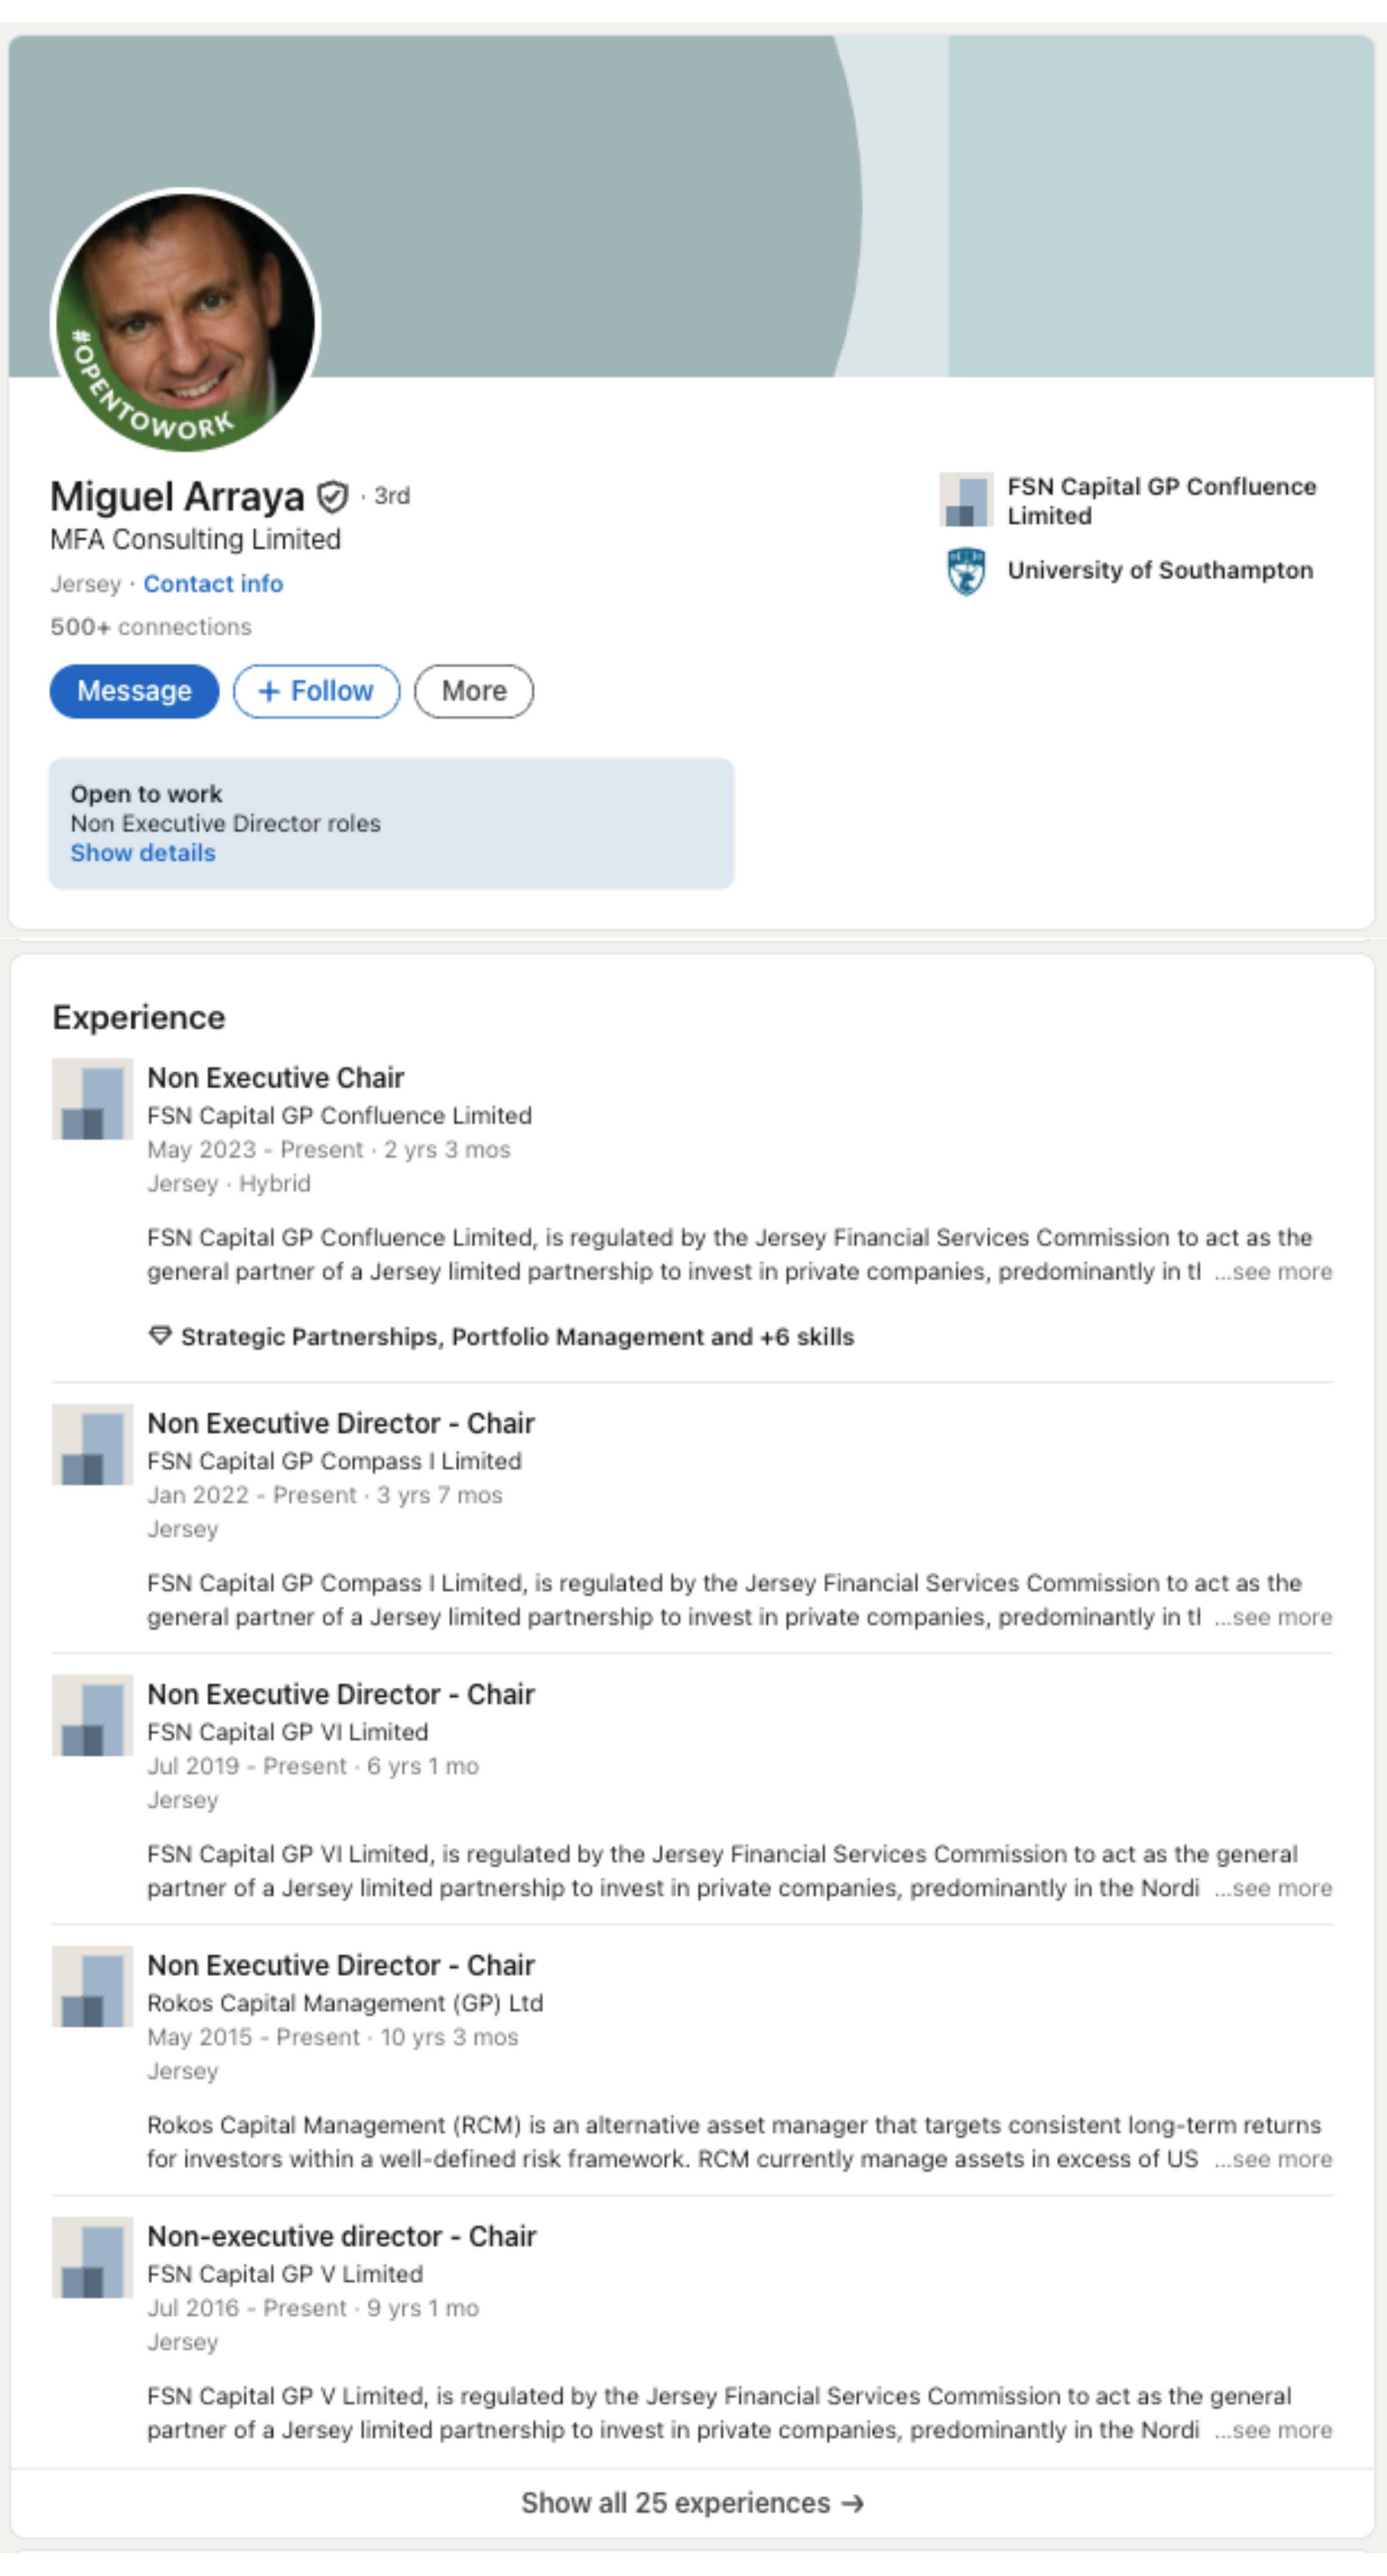 #OPENTOWORK
Miguel Arraya · 3rd
MFA Consulting Limited
Jersey · Contact info
500+ connections
Message
+ Follow
More
FSN Capital GP Confluence
Limited
University of Southampton
Open to work
Non Executive Director roles
Show details
Experience
Non Executive Chair
FSN Capital GP Confluence Limited
May 2023 - Present · 2 yrs 3 mos
Jersey · Hybrid
FSN Capital GP Confluence Limited, is regulated by the Jersey Financial Services Commission to act as the
general partner of a Jersey limited partnership to invest in private companies, predominantly in tl ...see more
Strategic Partnerships, Portfolio Management and +6 skills
Non Executive Director - Chair
FSN Capital GP Compass I Limited
Jan 2022 - Present · 3 yrs 7 mos
Jersey
FSN Capital GP Compass I Limited, is regulated by the Jersey Financial Services Commission to act as the
general partner of a Jersey limited partnership to invest in private companies, predominantly in tl ...see more
Non Executive Director - Chair
FSN Capital GP VI Limited
Jul 2019 - Present · 6 yrs 1 mo
Jersey
FSN Capital GP VI Limited, is regulated by the Jersey Financial Services Commission to act as the general
partner of a Jersey limited partnership to invest in private companies, predominantly in the Nordi ...see more
Non Executive Director - Chair
Rokos Capital Management (GP) Ltd
May 2015 - Present · 10 yrs 3 mos
Jersey
Rokos Capital Management (RCM) is an alternative asset manager that targets consistent long-term returns
for investors within a well-defined risk framework. RCM currently manage assets in excess of US ...see more
Non-executive director - Chair
FSN Capital GP V Limited
Jul 2016 - Present · 9 yrs 1 mo
Jersey
FSN Capital GP V Limited, is regulated by the Jersey Financial Services Commission to act as the general
partner of a Jersey limited partnership to invest in private companies, predominantly in the Nordi ...see more
Show all 25 experiences →